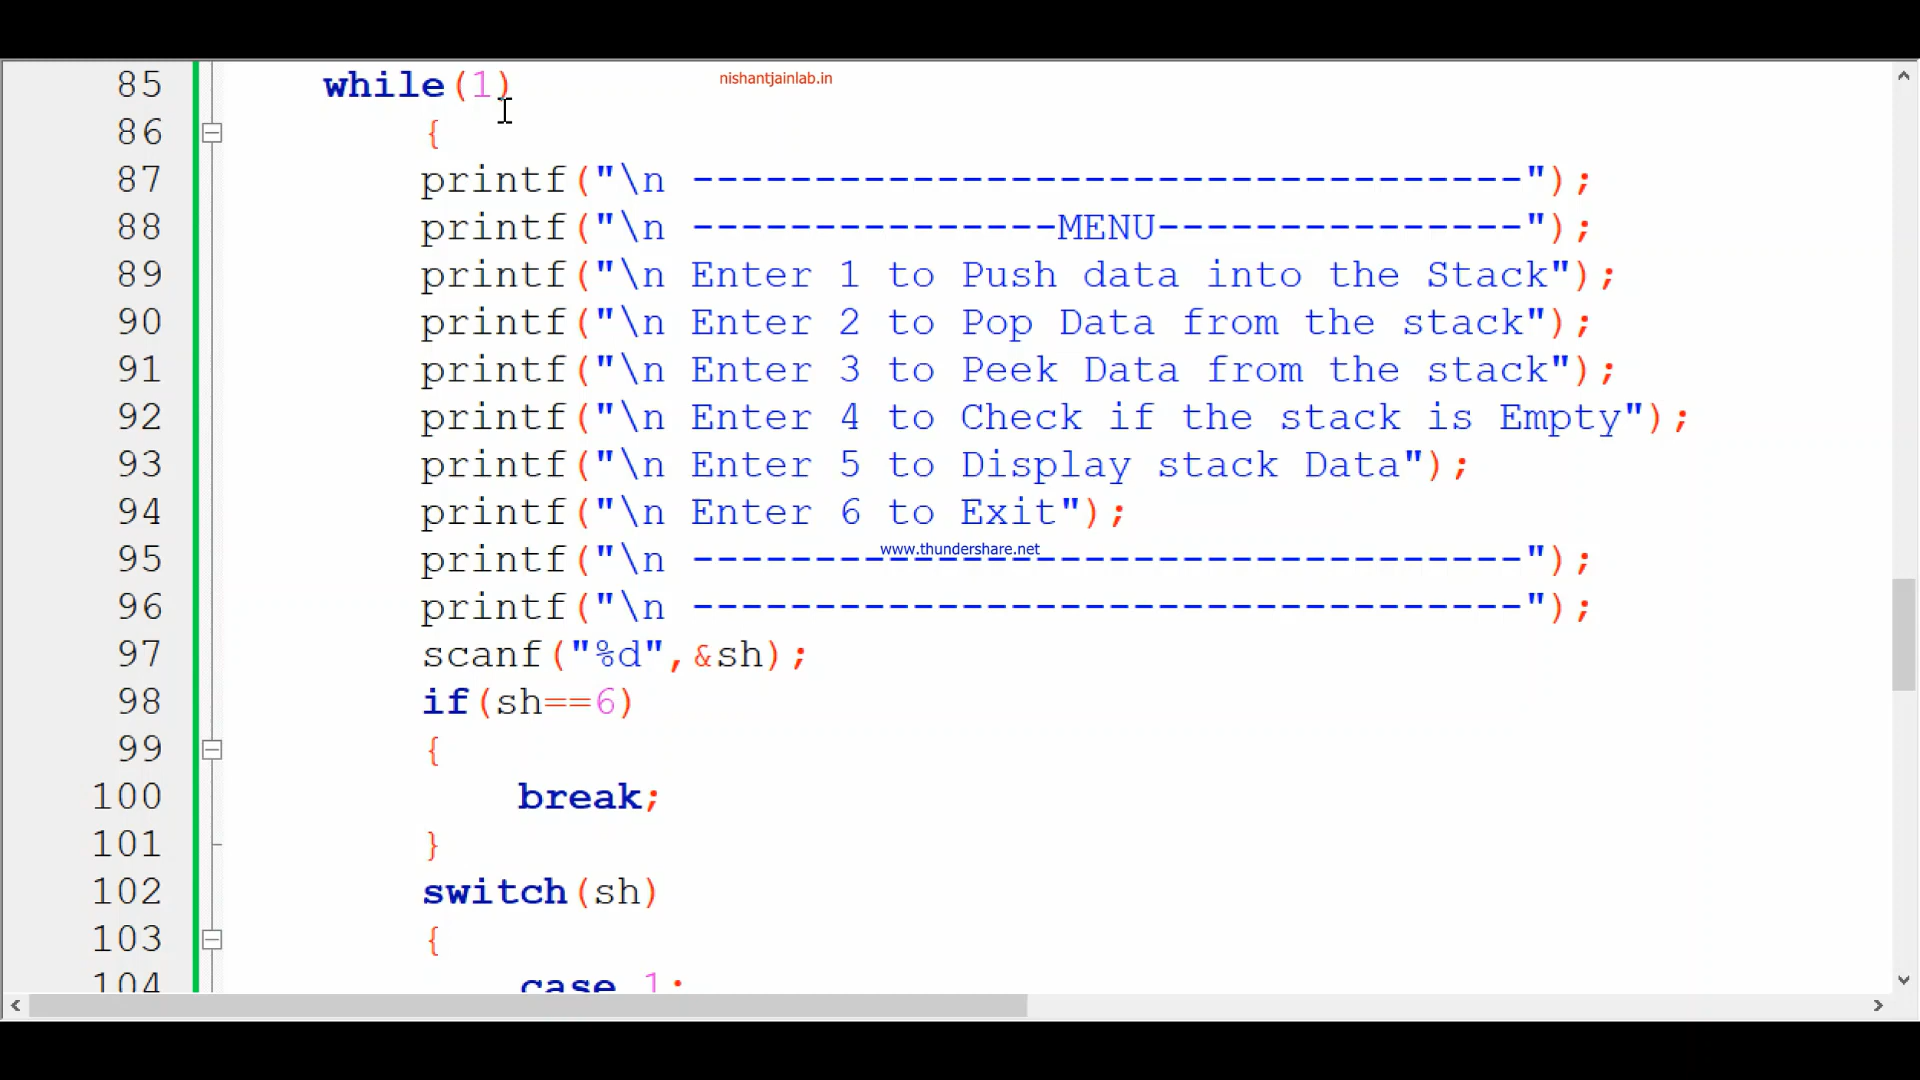 85 while(1)
nishantjainlab.in
86 {
87 printf("\n ----------------------------------");
88 printf("\n ---------------MENU---------------");
89 printf("\n Enter 1 to Push data into the Stack");
90 printf("\n Enter 2 to Pop Data from the stack");
91 printf("\n Enter 3 to Peek Data from the stack");
92 printf("\n Enter 4 to Check if the stack is Empty");
93 printf("\n Enter 5 to Display stack Data");
94 printf("\n Enter 6 to Exit");
www.thundershare.net
95 printf("\n ----------------------------------");
96 printf("\n ----------------------------------");
97 scanf("%d",&sh);
98 if(sh==6)
99 {
100 break;
101 }
102 switch(sh)
103 {
104 case 1: